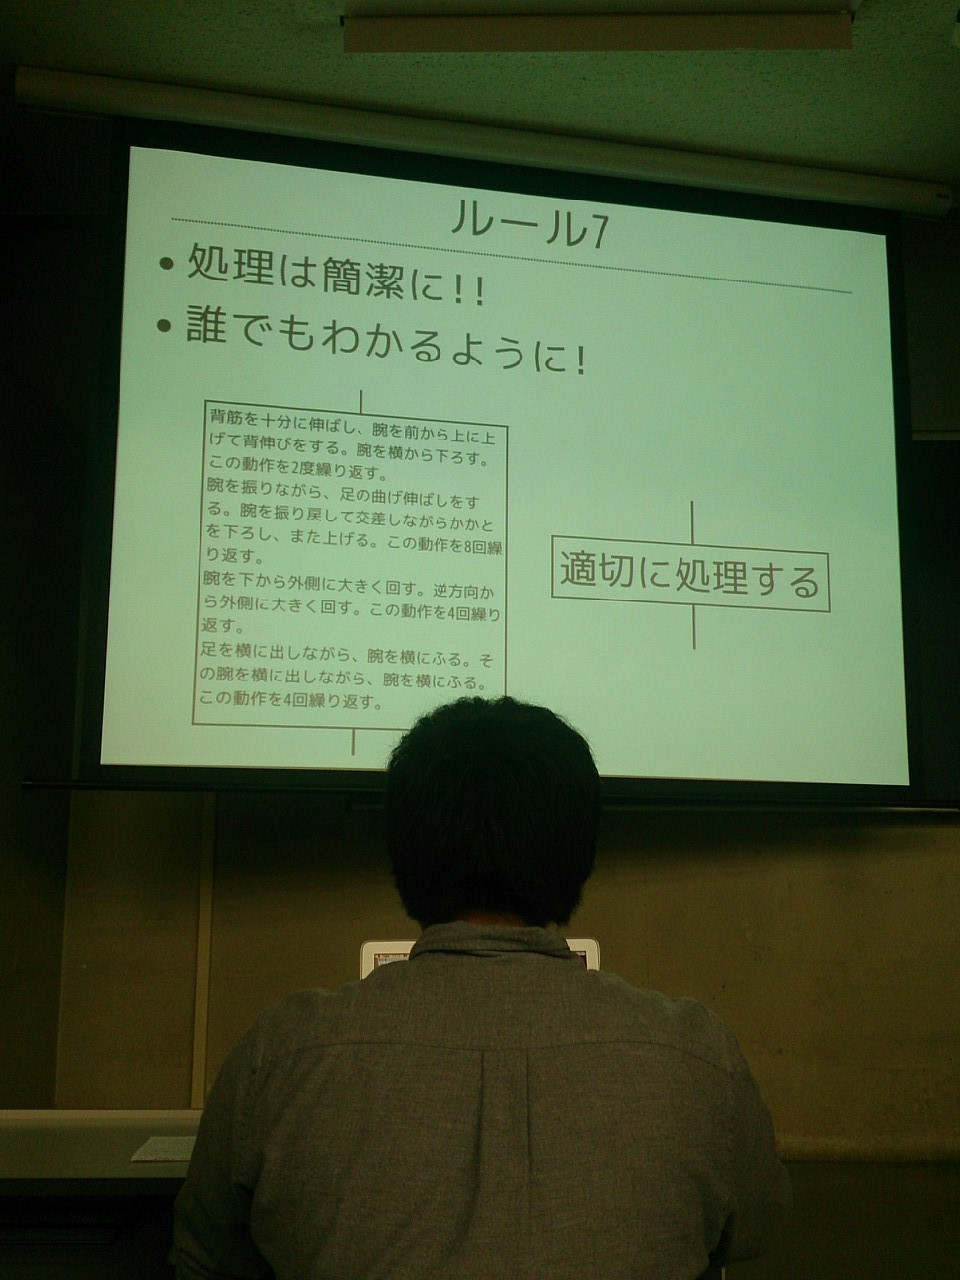 ルール7
• 処理は簡潔に!!
• 誰でもわかるように!
背筋を十分に伸ばし、腕を前から上に上
げて背伸びをする。腕を横から下ろす。
この動作を2度繰り返す。
腕を振りながら、足の曲げ伸ばしをす
る。腕を振り戻して交差しながらかかと
を下ろし、また上げる。この動作を8回繰
り返す。
腕を下から外側に大きく回す。逆方向か
ら外側に大きく回す。この動作を4回繰り
返す。
足を横に出しながら、腕を横にふる。そ
の腕を横に出しながら、腕を横にふる。
この動作を4回繰り返す。
適切に処理する